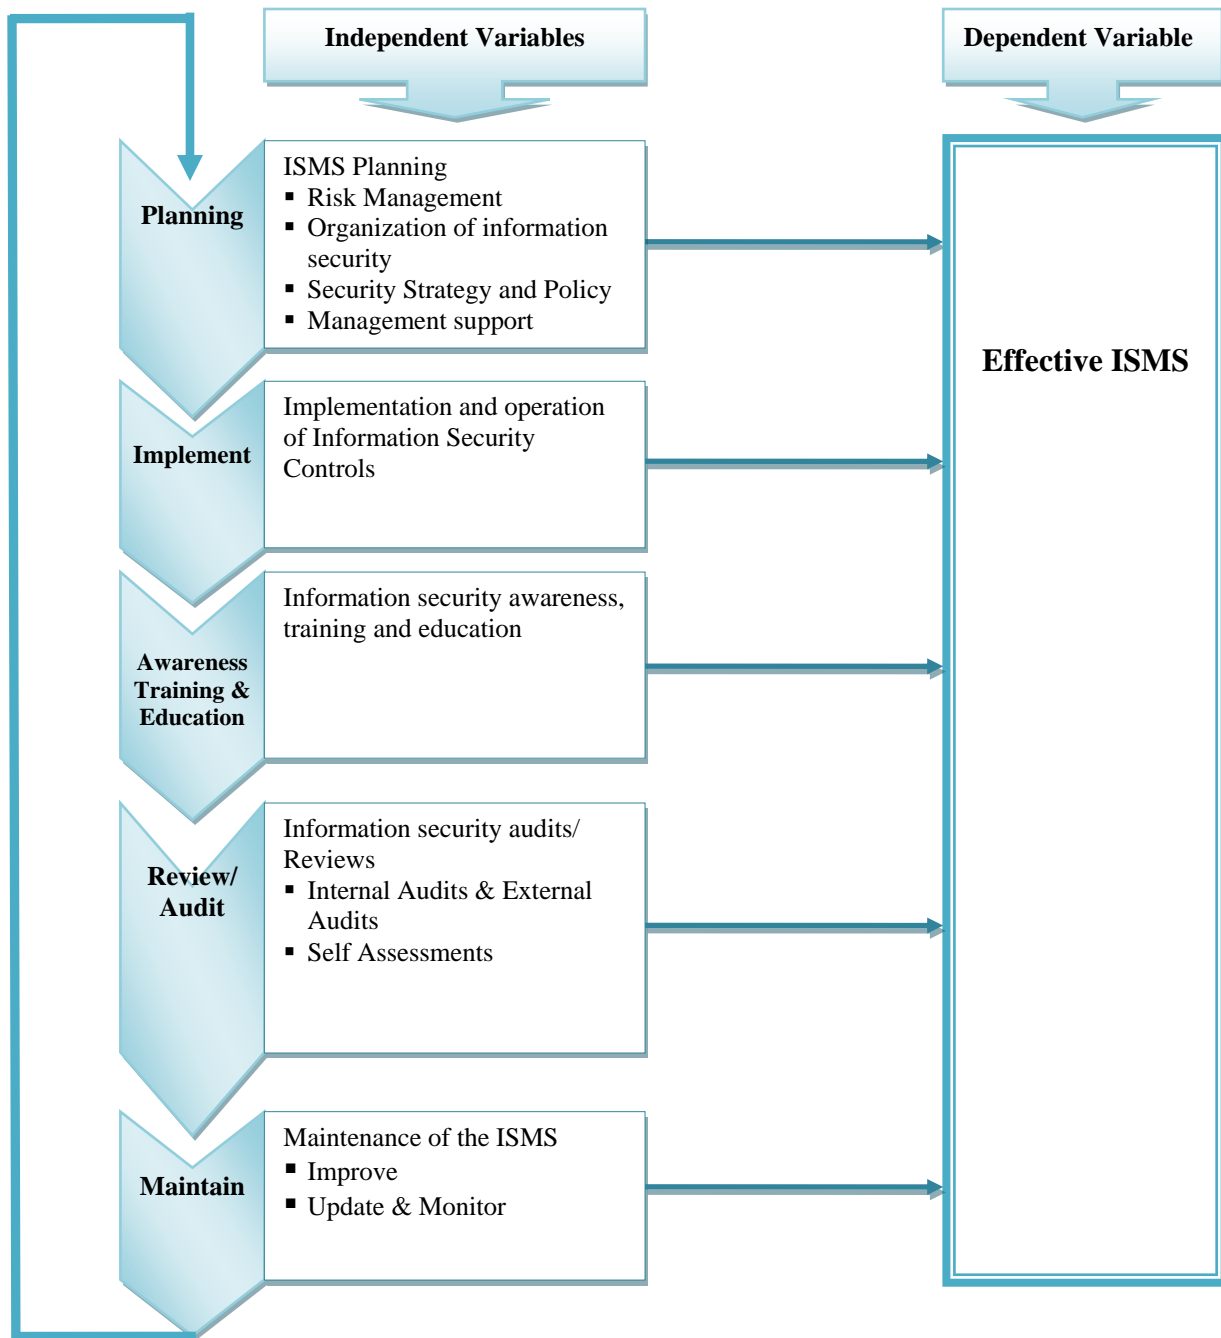 Independent Variables
Dependent Variable
Planning
ISMS Planning
▪ Risk Management
▪ Organization of information
security
▪ Security Strategy and Policy
▪ Management support
Effective ISMS
Implement
Implementation and operation
of Information Security
Controls
Awareness
Training &
Education
Information security awareness,
training and education
Review/
Audit
Information security audits/
Reviews
▪ Internal Audits & External
Audits
▪ Self Assessments
Maintain
Maintenance of the ISMS
▪ Improve
▪ Update & Monitor